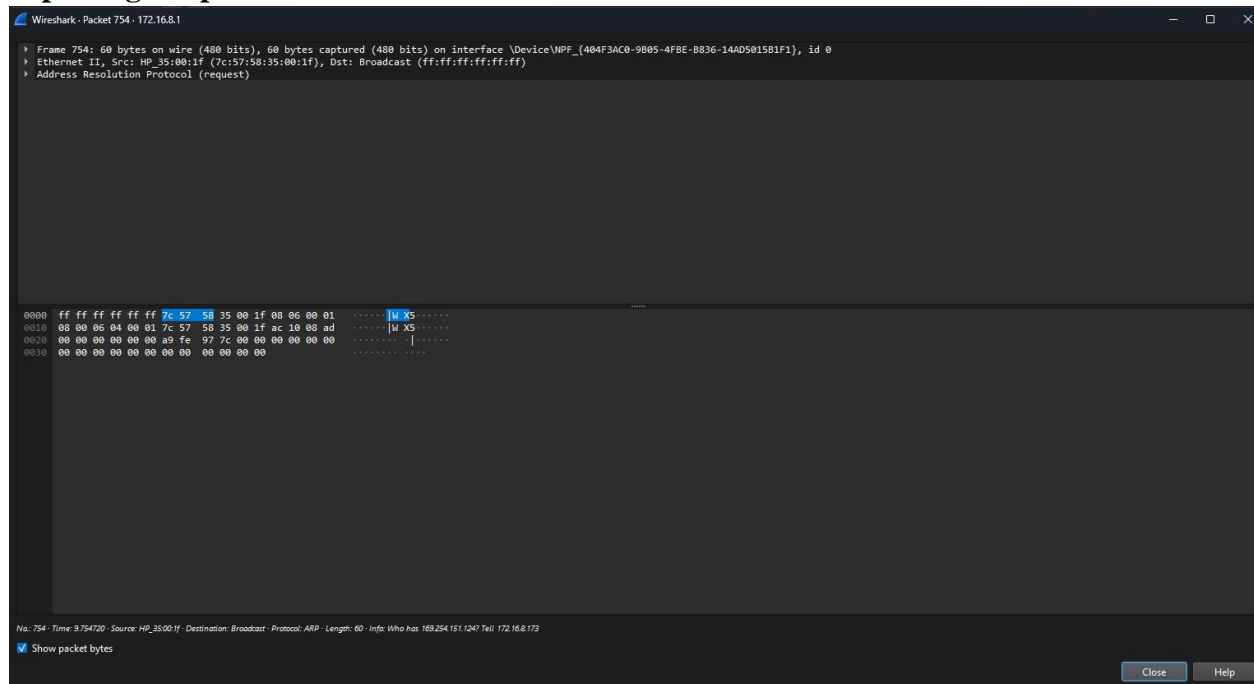 Wireshark · Packet 754 · 172.16.8.1
Frame 754: 60 bytes on wire (480 bits), 60 bytes captured (480 bits) on interface \Device\NPF_{404F3AC0-9B05-4FBE-B836-14AD5015B1F1}, id 0
Ethernet II, Src: HP_35:00:1f (7c:57:58:35:00:1f), Dst: Broadcast (ff:ff:ff:ff:ff:ff)
Address Resolution Protocol (request)
0000 ff ff ff ff ff ff 7c 57 58 35 00 1f 08 06 00 01 ······|W X5······
0010 08 00 06 04 00 01 7c 57 58 35 00 1f ac 10 08 ad ······|W X5······
0020 00 00 00 00 00 00 a9 fe 97 7c 00 00 00 00 00 00 ········ ·|······
0030 00 00 00 00 00 00 00 00 00 00 00 00 ········ ····
No.: 754 · Time: 9.754720 · Source: HP_35:00:1f · Destination: Broadcast · Protocol: ARP · Length: 60 · Info: Who has 169.254.151.124? Tell 172.16.8.173
Show packet bytes
Close Help